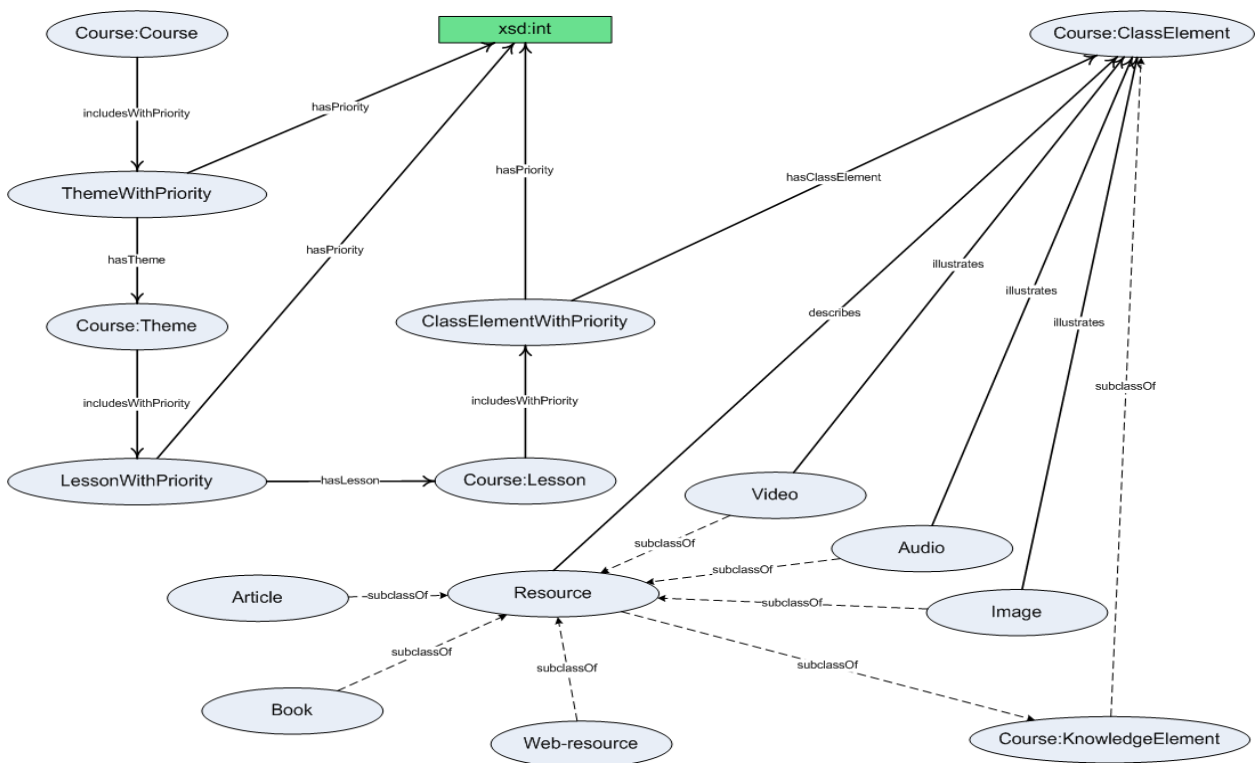 Course:Course
xsd:int
Course:ClassElement
hasPriority
includesWithPriority
hasPriority
hasClassElement
ThemeWithPriority
hasPriority
hasTheme
illustrates
illustrates
describes
ClassElementWithPriority
illustrates
Course:Theme
subclassOf
includesWithPriority
includesWithPriority
LessonWithPriority
hasLesson
Course:Lesson
Video
subclassOf
Audio
subclassOf
Article
subclassOf
Resource
subclassOf
Image
subclassOf
subclassOf
subclassOf
Book
Web-resource
Course:KnowledgeElement